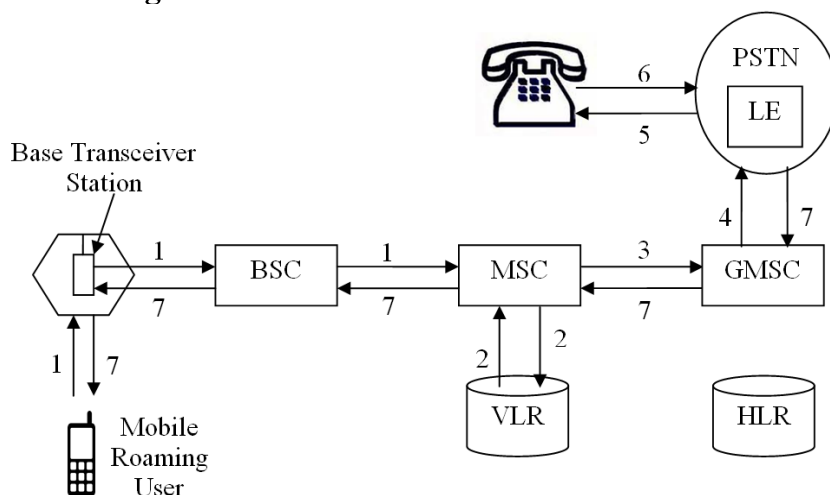 PSTN
6
LE
5
Base Transceiver
Station
4
7
1
BSC
1
MSC
3
GMSC
7
7
7
1
7
2
2
VLR
HLR
Mobile
Roaming
User